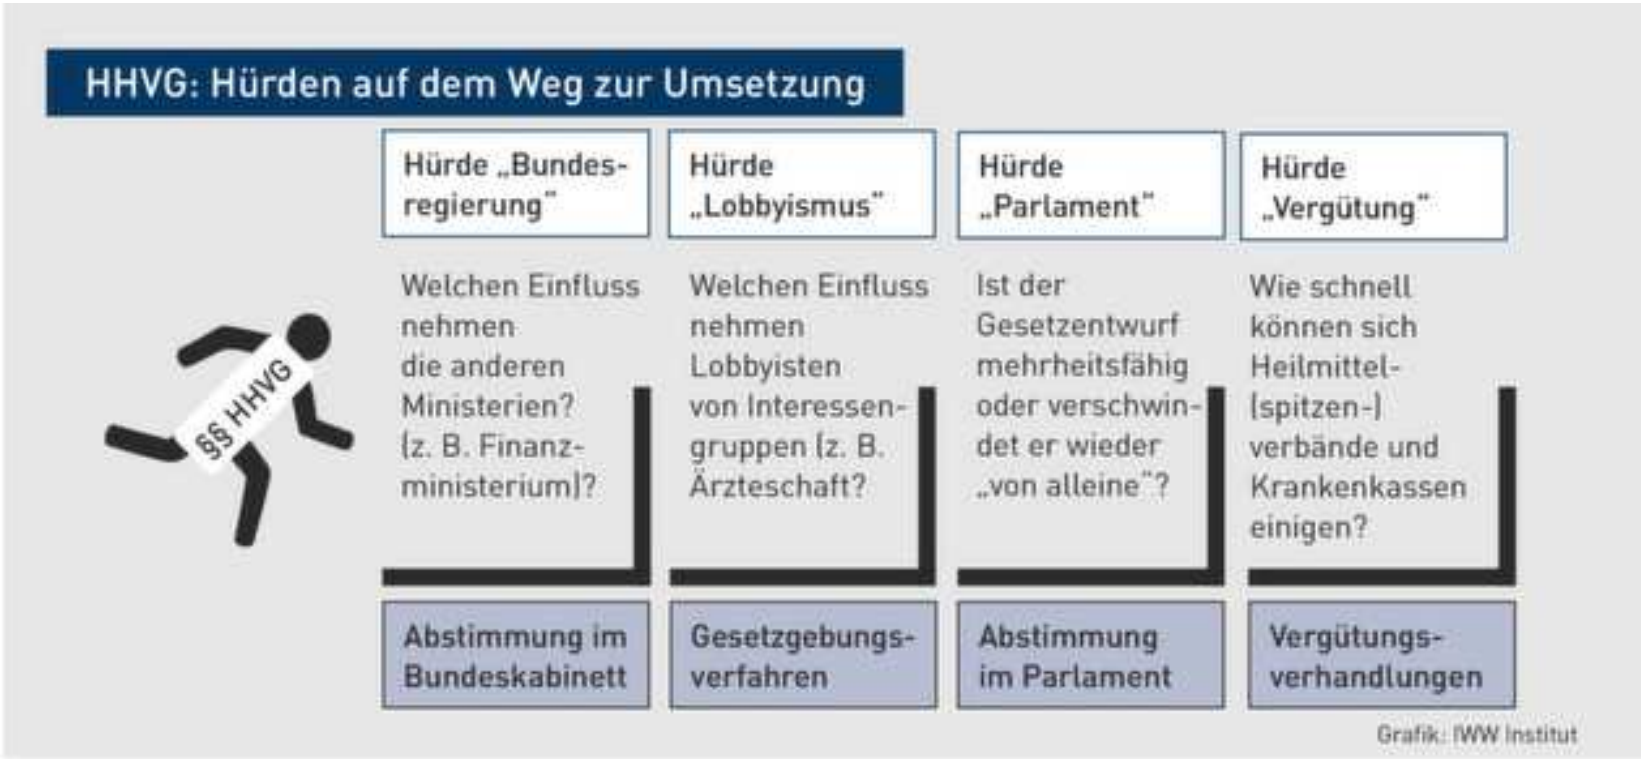 HHVG: Hürden auf dem Weg zur Umsetzung
Hürde „Bundes-
regierung“
Welchen Einfluss
nehmen
die anderen
Ministerien?
(z. B. Finanz-
ministerium)?
Abstimmung im
Bundeskabinett
Hürde
„Lobbyismus“
Welchen Einfluss
nehmen
Lobbyisten
von Interessen-
gruppen (z. B.
Ärzteschaft?
Gesetzgebungs-
verfahren
Hürde
„Parlament“
Ist der
Gesetzentwurf
mehrheitsfähig
oder verschwin-
det er wieder
„von alleine“?
Abstimmung
im Parlament
Hürde
„Vergütung“
Wie schnell
können sich
Heilmittel-
(spitzen-)
verbände und
Krankenkassen
einigen?
Vergütungs-
verhandlungen
§§ HHVG
Grafik: IWW Institut